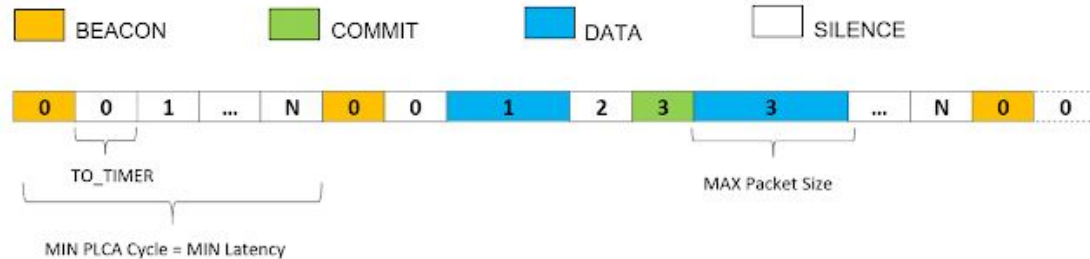 BEACON COMMIT DATA SILENCE
0 0 1 ... N 0 0 1 2 3 3 ... N 0 0
TO_TIMER
MAX Packet Size
MIN PLCA Cycle = MIN Latency